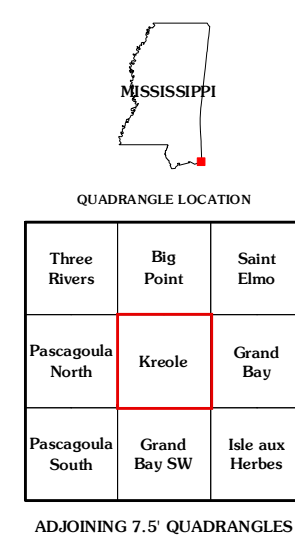 MISSISSIPPI
QUADRANGLE LOCATION
Three
Rivers
Big
Point
Saint
Elmo
Pascagoula
North
Kreole
Grand
Bay
Pascagoula
South
Grand
Bay SW
Isle aux
Herbes
ADJOINING 7.5' QUADRANGLES